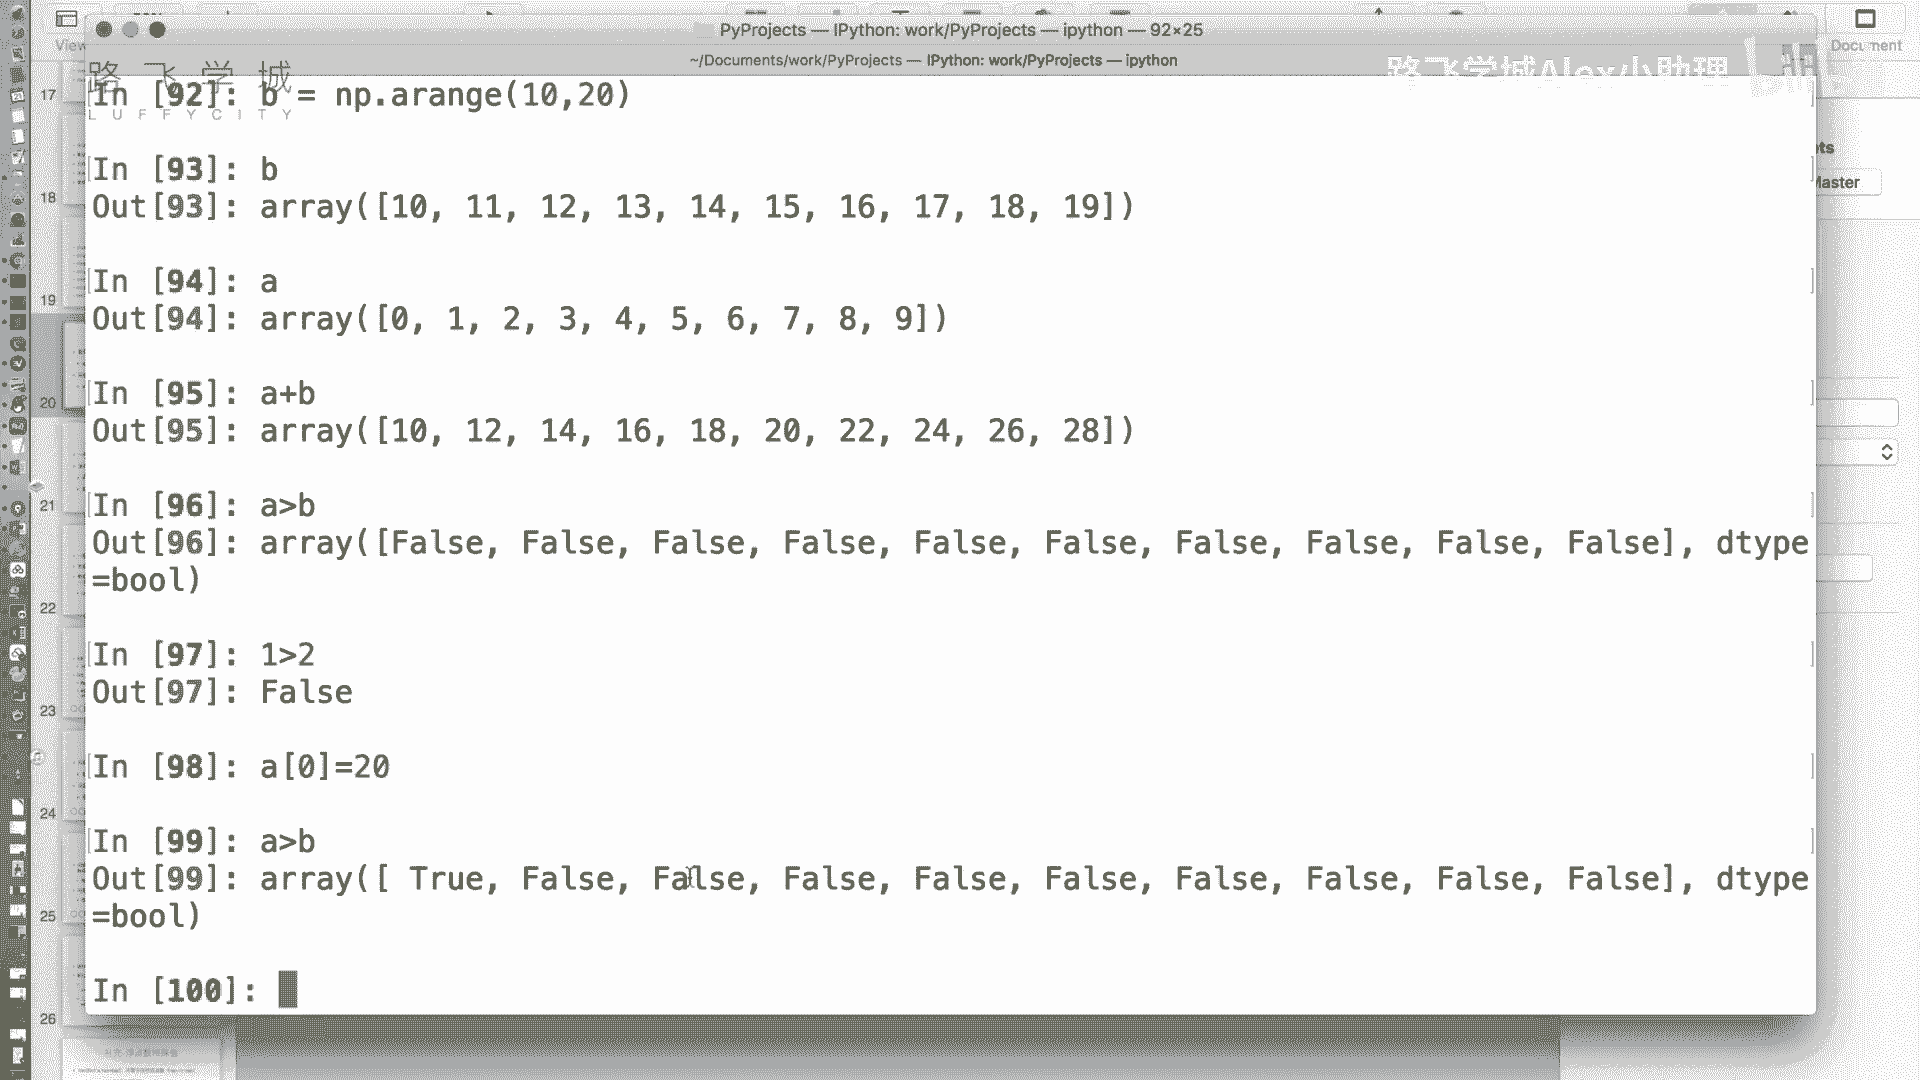 PyProjects — IPython: work/PyProjects — ipython — 92×25
~/Documents/work/PyProjects — IPython: work/PyProjects — ipython
View
Document
路飞学城
LUFFYCITY
路飞学城Alex小助理
In [92]: b = np.arange(10,20)
In [93]: b
Out[93]: array([10, 11, 12, 13, 14, 15, 16, 17, 18, 19])
In [94]: a
Out[94]: array([0, 1, 2, 3, 4, 5, 6, 7, 8, 9])
In [95]: a+b
Out[95]: array([10, 12, 14, 16, 18, 20, 22, 24, 26, 28])
In [96]: a>b
Out[96]: array([False, False, False, False, False, False, False, False, False, False], dtype
=bool)
In [97]: 1>2
Out[97]: False
In [98]: a[0]=20
In [99]: a>b
Out[99]: array([ True, False, False, False, False, False, False, False, False, False], dtype
=bool)
In [100]:
17
18
19
20
21
22
23
24
25
26